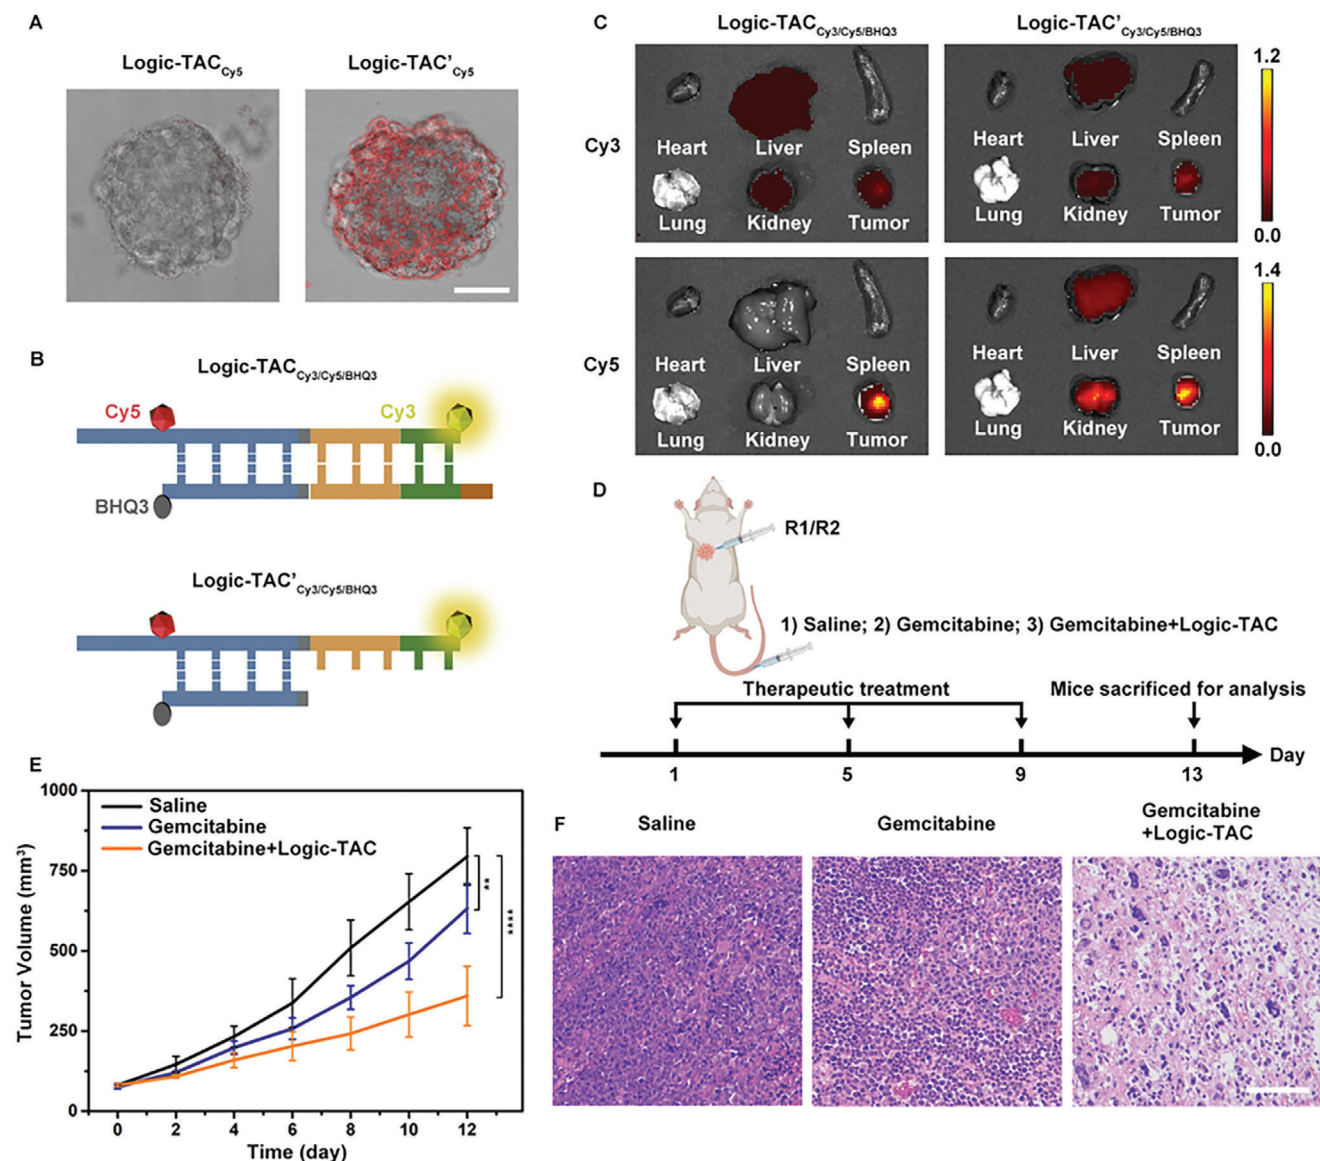 A
Logic-TACCy5
Logic-TAC’Cy5
B
Logic-TACCy3/Cy5/BHQ3
Cy5
Cy3
BHQ3
Logic-TAC’Cy3/Cy5/BHQ3
C
Logic-TACCy3/Cy5/BHQ3
Logic-TAC’Cy3/Cy5/BHQ3
Cy3
Heart Liver Spleen
Lung Kidney Tumor
Heart Liver Spleen
Lung Kidney Tumor
1.2
0.0
Cy5
Heart Liver Spleen
Lung Kidney Tumor
Heart Liver Spleen
Lung Kidney Tumor
1.4
0.0
D
R1/R2
1) Saline; 2) Gemcitabine; 3) Gemcitabine+Logic-TAC
Therapeutic treatment
Mice sacrificed for analysis
1 5 9 13
Day
E
Tumor Volume (mm³)
1000
750
500
250
0
Saline
Gemcitabine
Gemcitabine+Logic-TAC
**
****
0 2 4 6 8 10 12
Time (day)
F
Saline
Gemcitabine
Gemcitabine
+Logic-TAC